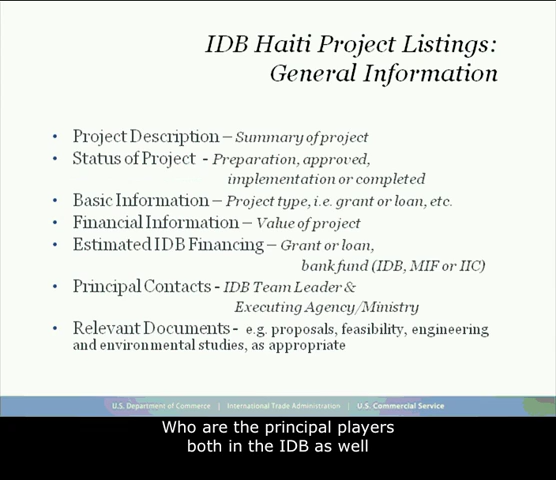 IDB Haiti Project Listings:
General Information
• Project Description – Summary of project
• Status of Project - Preparation, approved,
implementation or completed
• Basic Information – Project type, i.e. grant or loan, etc.
• Financial Information – Value of project
• Estimated IDB Financing – Grant or loan,
bank fund (IDB, MIF or IIC)
• Principal Contacts - IDB Team Leader &
Executing Agency/Ministry
• Relevant Documents - e.g. proposals, feasibility, engineering
and environmental studies, as appropriate
U.S. Department of Commerce | International Trade Administration | U.S. Commercial Service
Who are the principal players
both in the IDB as well